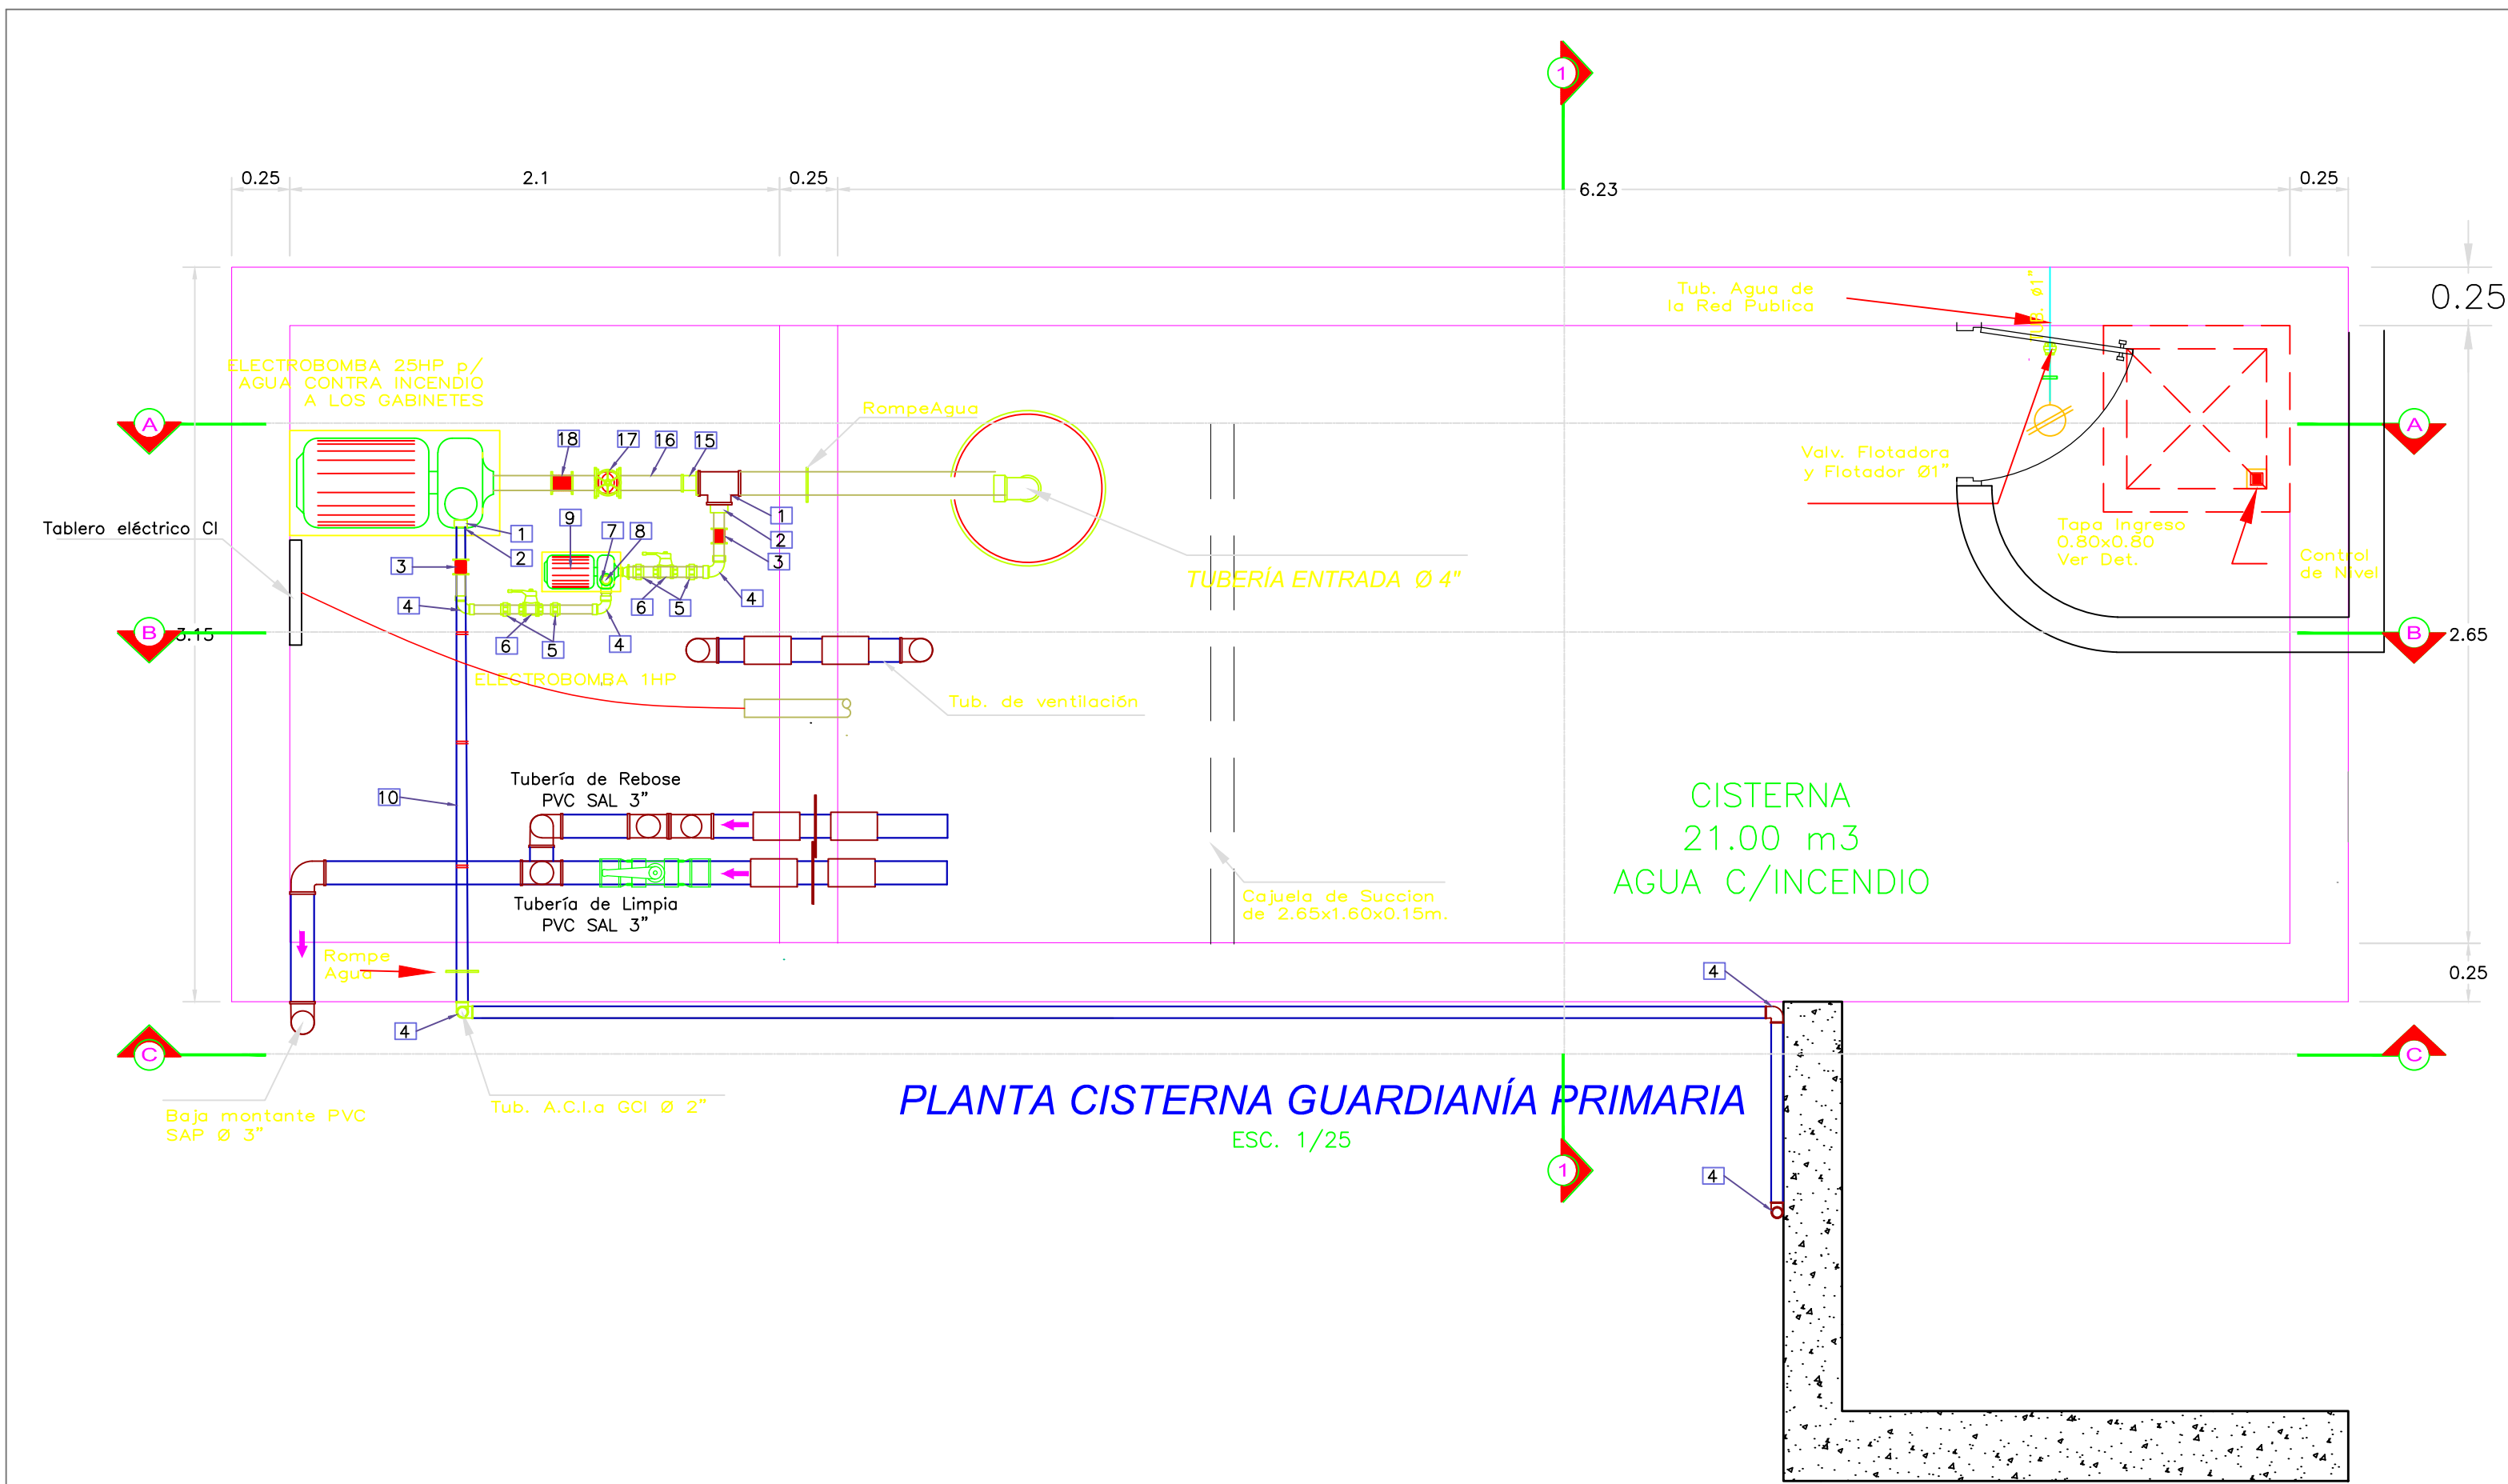 1
0.25
2.1
0.25
6.23
0.25
0.25
Tub. Agua de
la Red Publica
ø1"
ELECTROBOMBA 25HP p/
AGUA CONTRA INCENDIO
A LOS GABINETES
RompeAgua
A
A
18
17
16
15
Valv. Flotadora
y Flotador Ø1"
Tablero eléctrico CI
1
2
9
7
8
1
2
3
3
Tapa Ingreso
0.80x0.80
Ver Det.
Control
de Nivel
TUBERÍA ENTRADA Ø 4"
4
6
5
4
6
5
4
B
3.15
B
2.65
ELECTROBOMBA 1HP
Tub. de ventilación
10
Tubería de Rebose
PVC SAL 3"
CISTERNA
21.00 m3
AGUA C/INCENDIO
Tubería de Limpia
PVC SAL 3"
Cajuela de Succion
de 2.65x1.60x0.15m.
Rompe
Agua
4
0.25
4
C
C
Baja montante PVC
SAP Ø 3"
Tub. A.C.I.a GCI Ø 2"
PLANTA CISTERNA GUARDIANÍA PRIMARIA
ESC. 1/25
1
4